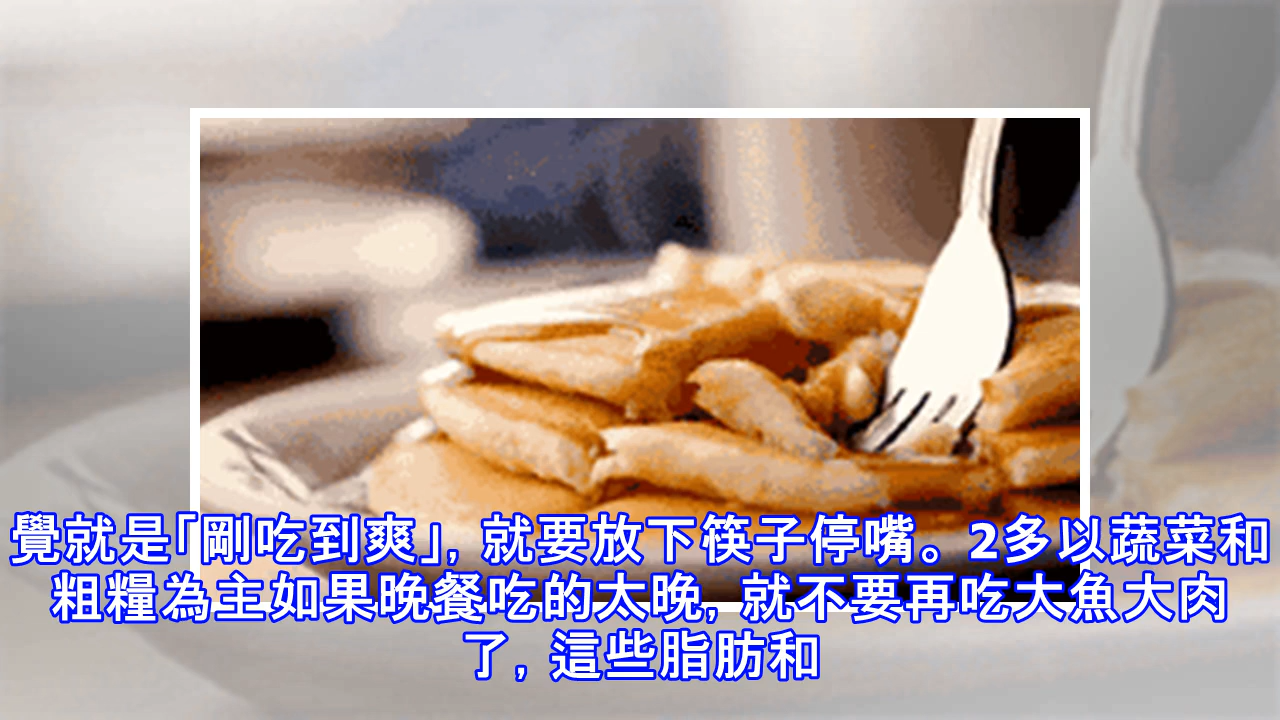 覺就是｢剛吃到爽｣, 就要放下筷子停嘴。2多以蔬菜和
粗糧為主如果晚餐吃的太晚, 就不要再吃大魚大肉
了, 這些脂肪和